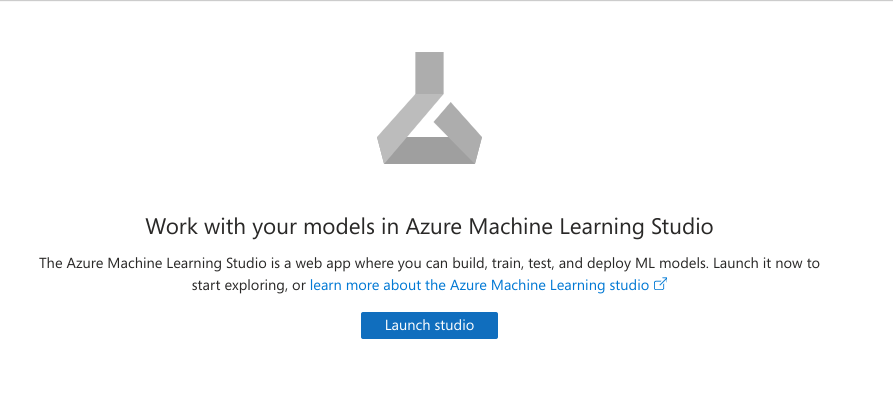 Work with your models in Azure Machine Learning Studio
The Azure Machine Learning Studio is a web app where you can build, train, test, and deploy ML models. Launch it now to
start exploring, or learn more about the Azure Machine Learning studio
Launch studio